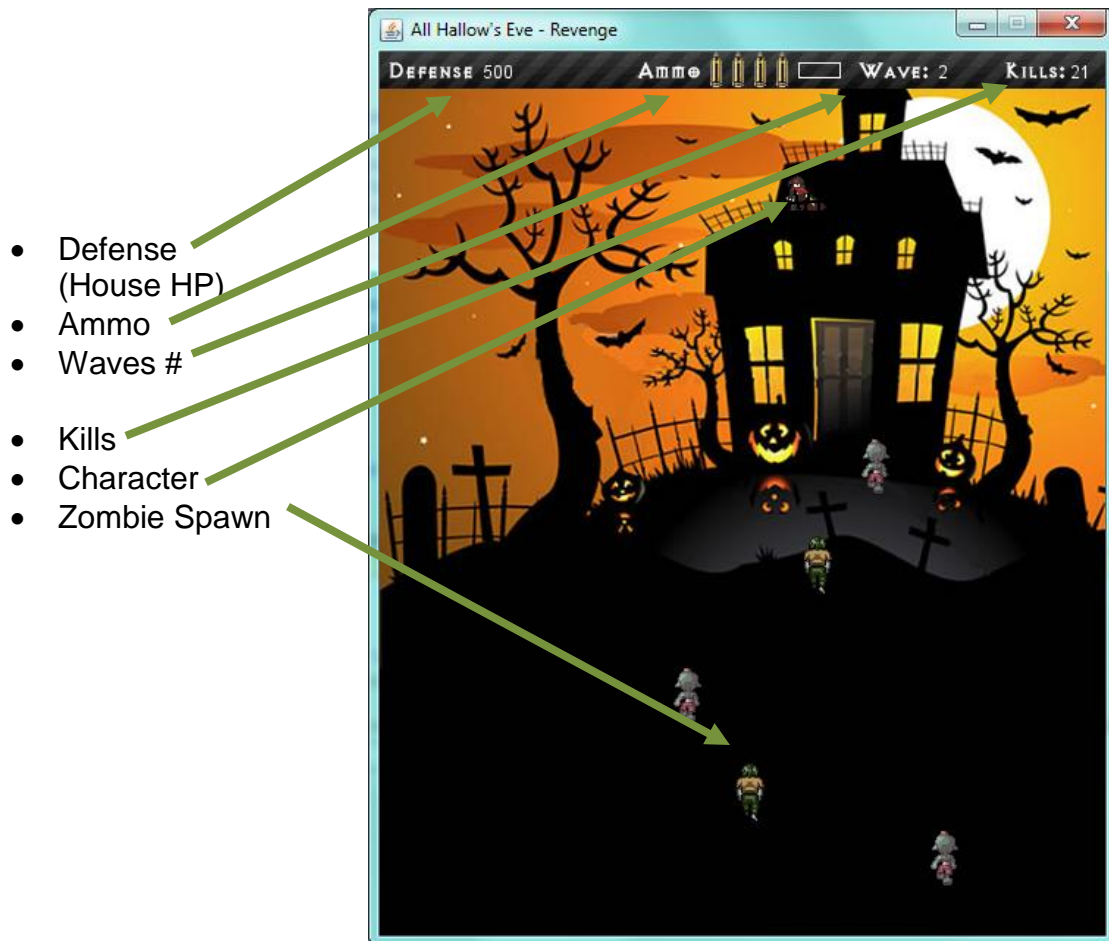 All Hallow's Eve - Revenge
DEFENSE 500 AMMO WAVE: 2 KILLS: 21
• Defense
(House HP)
• Ammo
• Waves #
• Kills
• Character
• Zombie Spawn